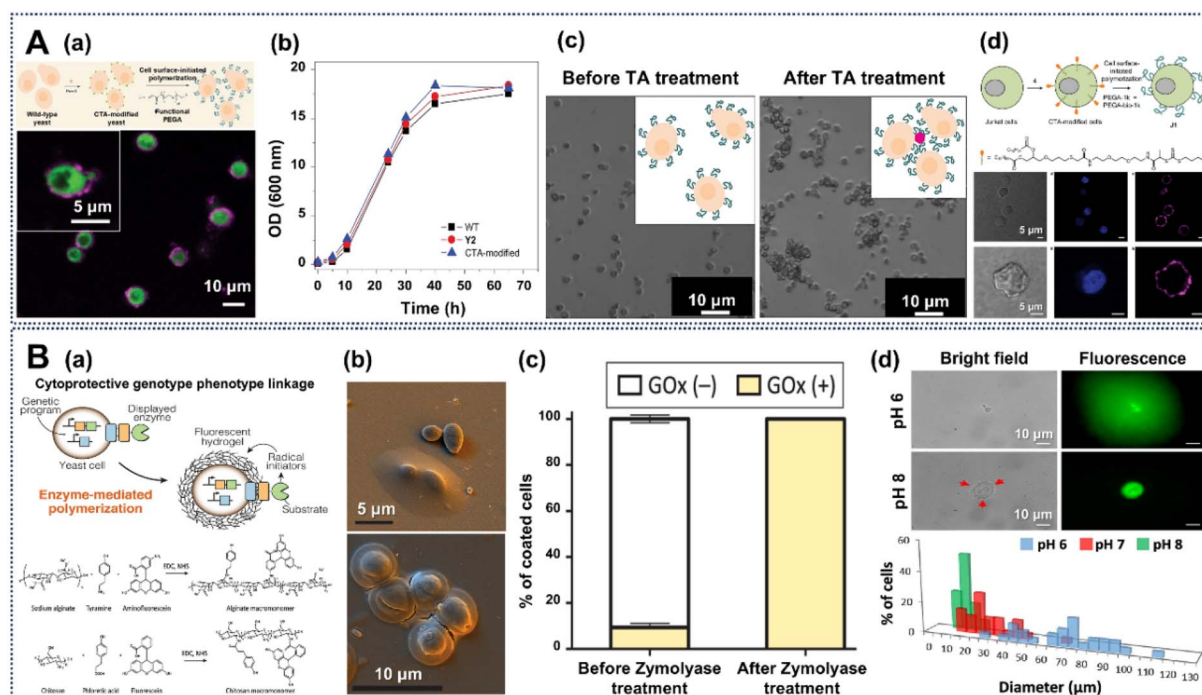 A
(a)
Cell surface-initiated
polymerization
Functional
PEGA
Wild-type
yeast
CTA-modified
yeast
5 μm
10 μm
(b)
OD (600 nm)
20
15
10
5
0
WT
Y2
CTA-modified
0 10 20 30 40 50 60 70
Time (h)
(c)
Before TA treatment
After TA treatment
10 μm
10 μm
(d)
Cell surface-
initiated
polymerization
PEGA-1k +
PEGA-bio-1k
Jurkat cells
CTA-modified cells
J1
5 μm
5 μm
B
(a)
Cytoprotective genotype phenotype linkage
Genetic
program
Displayed
enzyme
Fluorescent
hydrogel
Radical
initiators
Yeast cell
Enzyme-mediated
polymerization
Substrate
EDC, NHS
Sodium alginate
Tyramine
Aminofluorescein
Alginate macromonomer
EDC, NHS
Chitosan
Phloretic acid
Fluorescein
Chitosan macromonomer
(b)
5 μm
10 μm
(c)
GOx (−)
GOx (+)
% of coated cells
100
80
60
40
20
0
Before Zymolyase
treatment
After Zymolyase
treatment
(d)
Bright field
Fluorescence
pH 6
10 μm
pH 8
10 μm
pH 6
pH 7
pH 8
% of cells
60
40
20
0
0 10 20 30 40 50 60 70 80 90 100 110 120 130
Diameter (μm)